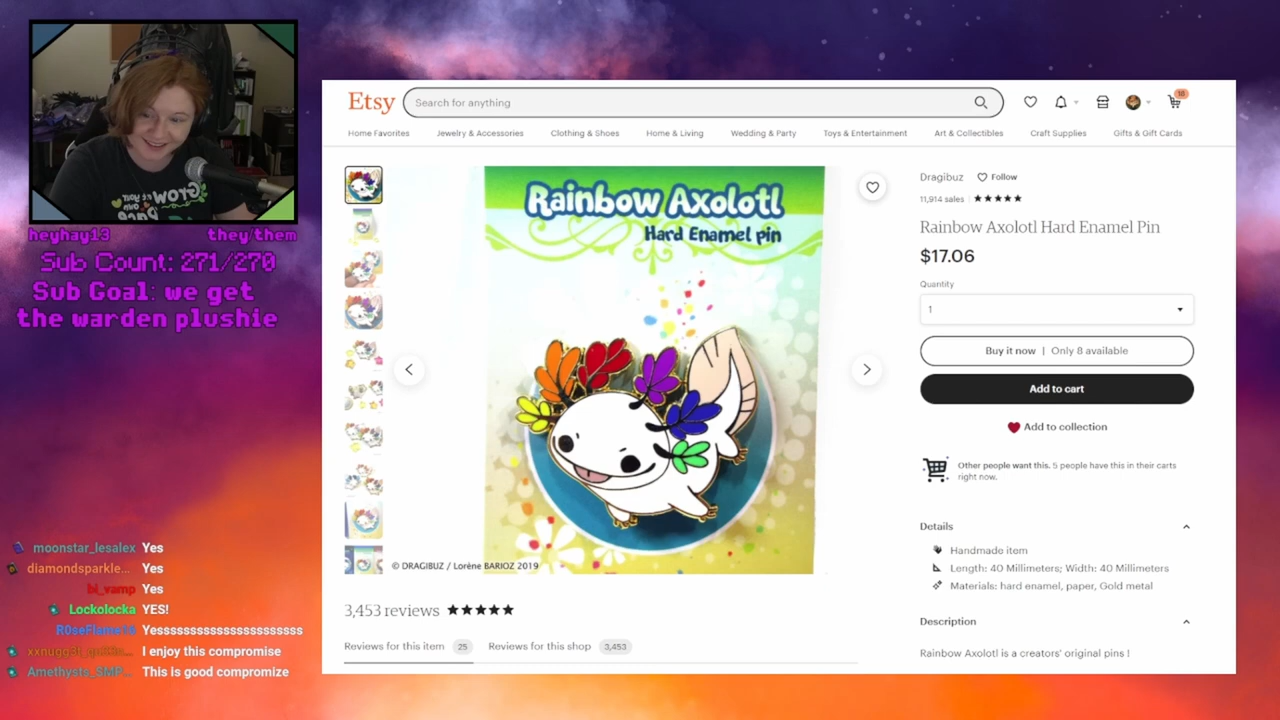 heyhay13
they/them
Sub Count: 271/270
Sub Goal: we get
the warden plushie
moonstar_lesalex Yes
diamondsparkle... Yes
bi_vamp Yes
Lockolocka YES!
Yesssssssssssssssssssssss
I enjoy this compromise
Amethysts_SMP... This is good compromize
Etsy
Search for anything
18
Home Favorites
Jewelry & Accessories
Clothing & Shoes
Home & Living
Wedding & Party
Toys & Entertainment
Art & Collectibles
Craft Supplies
Gifts & Gift Cards
Rainbow Axolotl
Hard Enamel pin
© DRAGIBUZ / Lorène BARIOZ 2019
3,453 reviews
Reviews for this item 25
Reviews for this shop 3,453
Dragibuz
Follow
11,914 sales
Rainbow Axolotl Hard Enamel Pin
$17.06
Quantity
1
Buy it now | Only 8 available
Add to cart
Add to collection
Other people want this. 5 people have this in their carts
right now.
Details
Handmade item
Length: 40 Millimeters; Width: 40 Millimeters
Materials: hard enamel, paper, Gold metal
Description
Rainbow Axolotl is a creators' original pins !